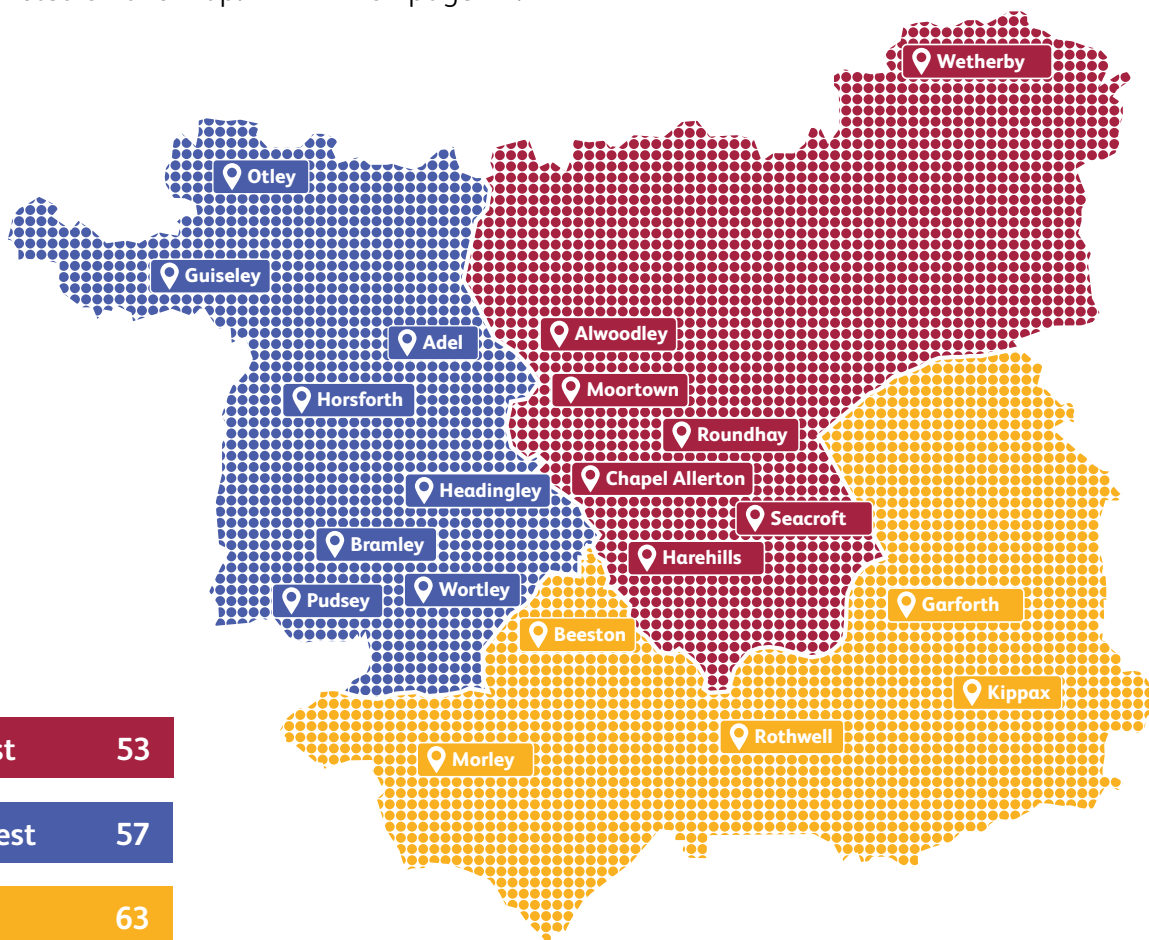 Wetherby
Otley
Guiseley
Alwoodley
Adel
Moortown
Horsforth
Roundhay
Chapel Allerton
Headingley
Seacroft
Bramley
Harehills
Wortley
Pudsey
Garforth
Beeston
Kippax
Rothwell
Morley
st 53
est 57
63